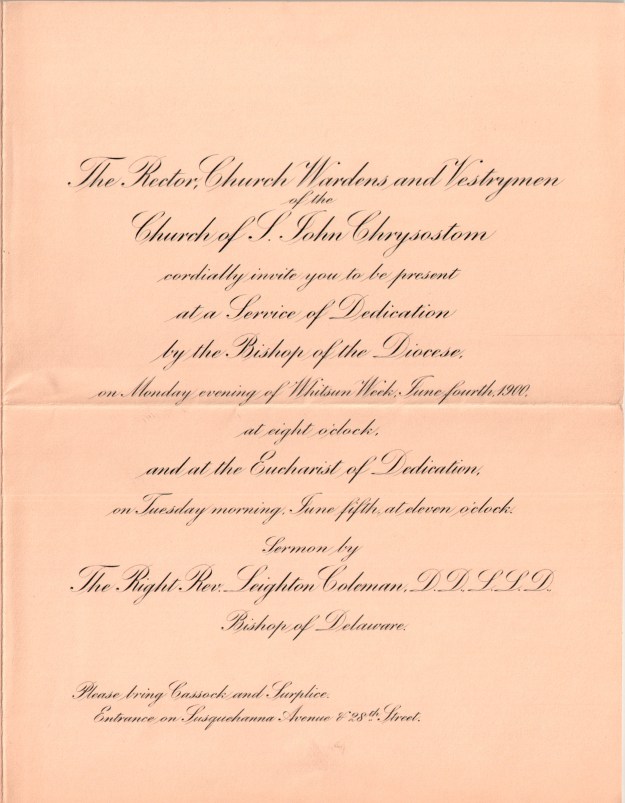 The Rector, Church Wardens and Vestrymen
of the
Church of S. John Chrysostom
cordially invite you to be present
at a Service of Dedication
by the Bishop of the Diocese,
on Monday evening of Whitsun Week, June fourth, 1900,
at eight o'clock,
and at the Eucharist of Dedication,
on Tuesday morning, June fifth, at eleven o'clock.
Sermon by
The Right Rev. Leighton Coleman, D.D. L.L.D.
Bishop of Delaware.
Please bring Cassock and Surplice.
Entrance on Susquehanna Avenue & 28th Street.